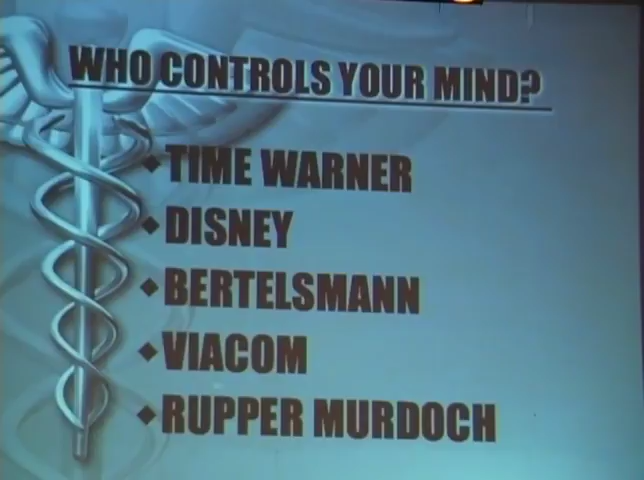 WHO CONTROLS YOUR MIND?
◆TIME WARNER
◆DISNEY
◆BERTELSMANN
◆VIACOM
◆RUPPER MURDOCH